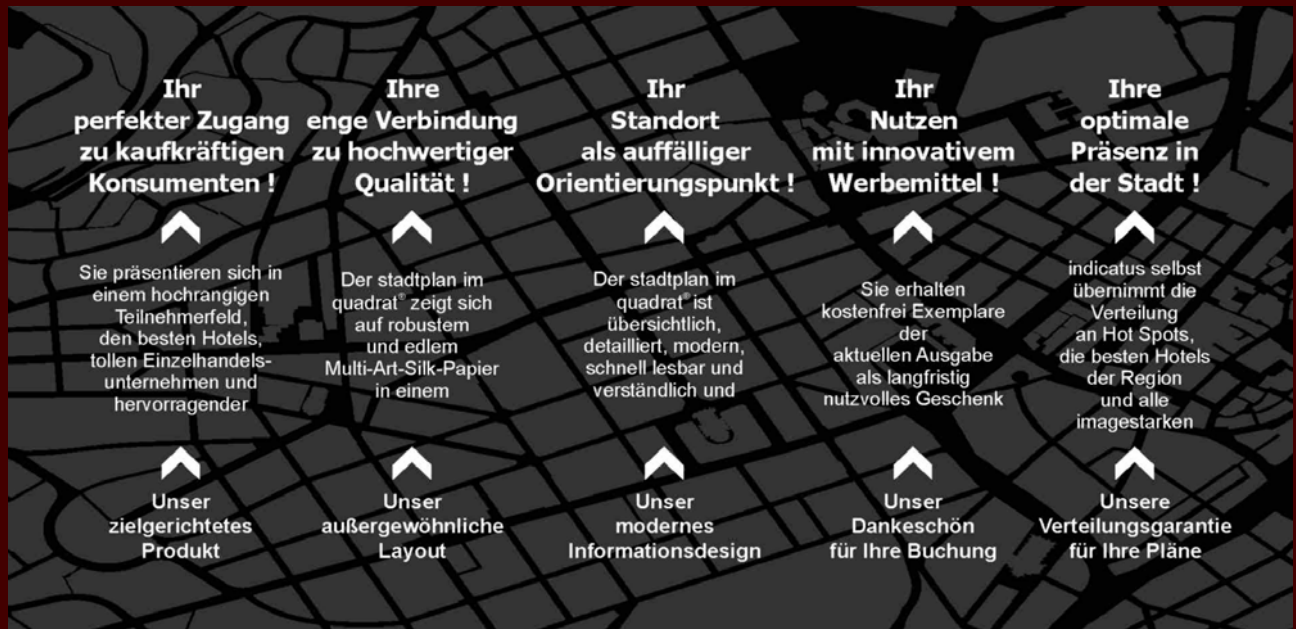 Ihr
perfekter Zugang
zu kaufkräftigen
Konsumenten !
Sie präsentieren sich in
einem hochrangigen
Teilnehmerfeld,
den besten Hotels,
tollen Einzelhandels-
unternehmen und
hervorragender
Unser
zielgerichtetes
Produkt
Ihre
enge Verbindung
zu hochwertiger
Qualität !
Der stadtplan im
quadrat® zeigt sich
auf robustem
und edlem
Multi-Art-Silk-Papier
in einem
Unser
außergewöhnliche
Layout
Ihr
Standort
als auffälliger
Orientierungspunkt !
Der stadtplan im
quadrat® ist
übersichtlich,
detailliert, modern,
schnell lesbar und
verständlich und
Unser
modernes
Informationsdesign
Ihr
Nutzen
mit innovativem
Werbemittel !
Sie erhalten
kostenfrei Exemplare
der
aktuellen Ausgabe
als langfristig
nutzvolles Geschenk
Unser
Dankeschön
für Ihre Buchung
Ihre
optimale
Präsenz in
der Stadt !
indicatus selbst
übernimmt die
Verteilung
an Hot Spots,
die besten Hotels
der Region
und alle
imagestarken
Unsere
Verteilungsgarantie
für Ihre Pläne